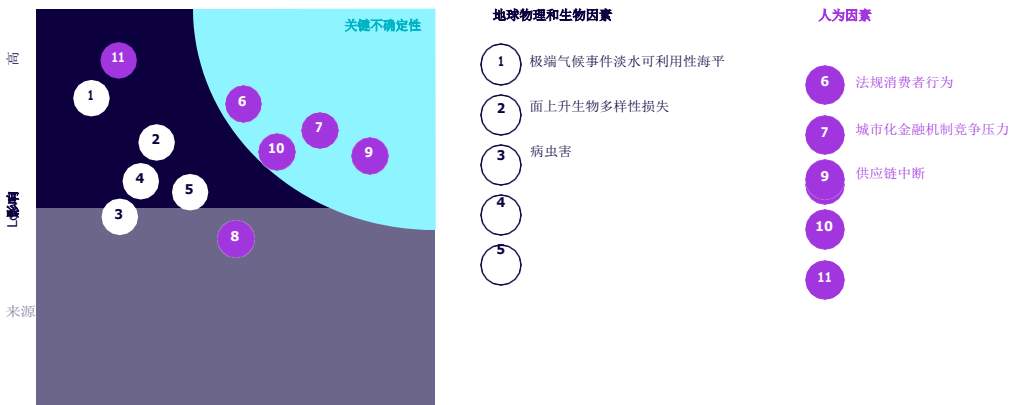 关键不确定性
高
11
1
6
7
2
10
9
4
5
3
8
影响
来源
地球物理和生物因素
1 极端气候事件淡水可利用性海平
2 面上升生物多样性损失
3 病虫害
4
5
人为因素
6 法规消费者行为
7 城市化金融机制竞争压力
9 供应链中断
10
11